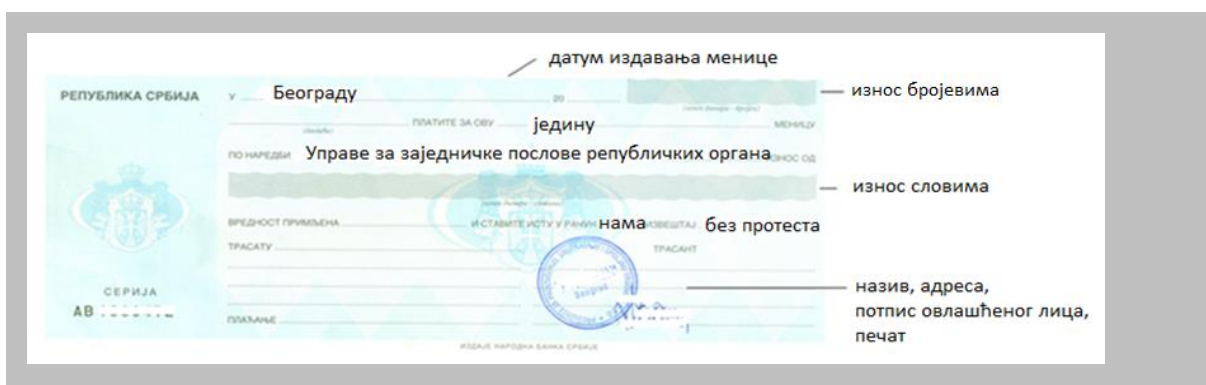 датум издавања менице
РЕПУБЛИКА СРБИЈА У Београду 20 износ бројевима
ПЛАТИТЕ ЗА ОВУ једину МЕНИЦУ
ПО НАРЕДБИ Управе за заједничке послове републичких органа ИЗНОС ОД
износ словима
ВРЕДНОСТ ПРИМЉЕНА И СТАВИТЕ ИСТУ У РАЧУН нама ИЗВЕШТАЈ без протеста
ТРАСАТУ ТРАСАНТ
СЕРИЈА
АВ
назив, адреса,
потпис овлашћеног лица,
печат
ПЛАЋАЊЕ
ИЗДАЈЕ НАРОДНА БАНКА СРБИЈЕ